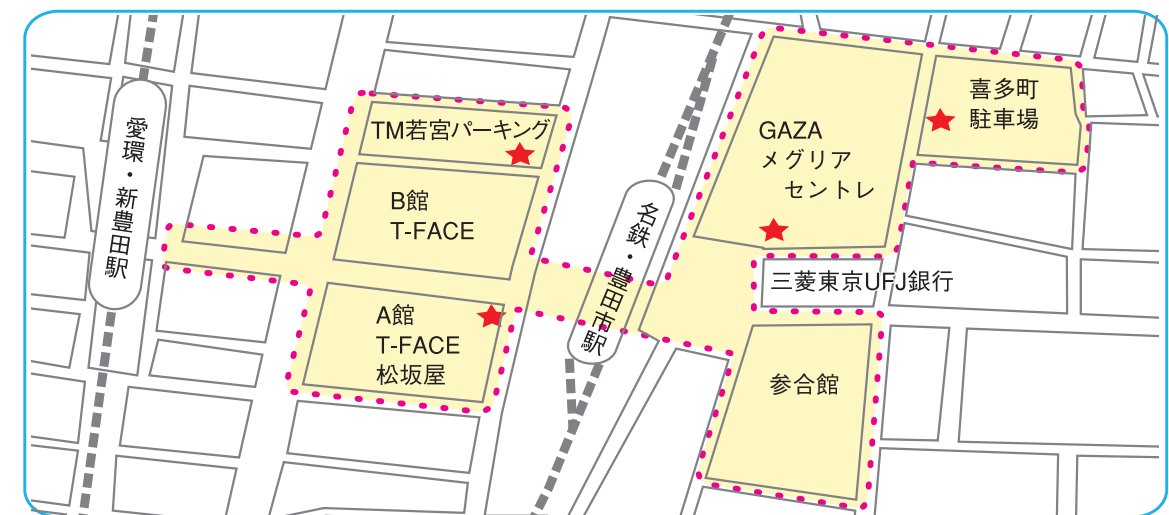 愛環・新豊田駅
TM若宮パーキング
B館
T-FACE
A館
T-FACE
松坂屋
名鉄・豊田市駅
GAZA
メグリア
セントレ
喜多町
駐車場
三菱東京UFJ銀行
参合館